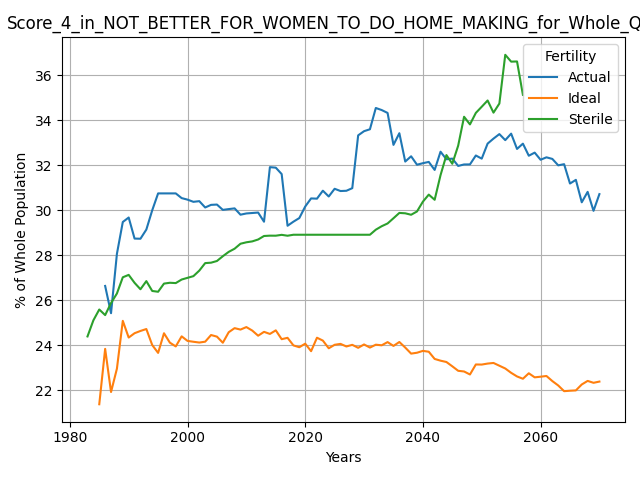 Score_4_in_NOT_BETTER_FOR_WOMEN_TO_DO_HOME_MAKING_for_Whole_Q
Fertility
Actual
Ideal
Sterile
% of Whole Population
36
34
32
30
28
26
24
22
1980 2000 2020 2040 2060
Years